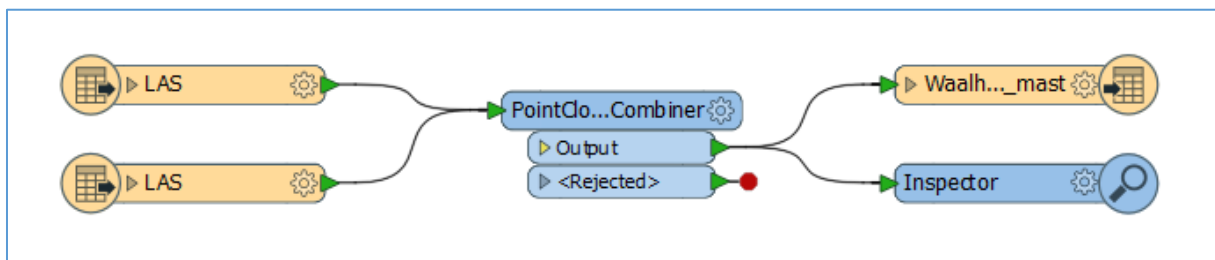 LAS
LAS
PointClo...Combiner
Output
<Rejected>
Waalh..._mast
Inspector